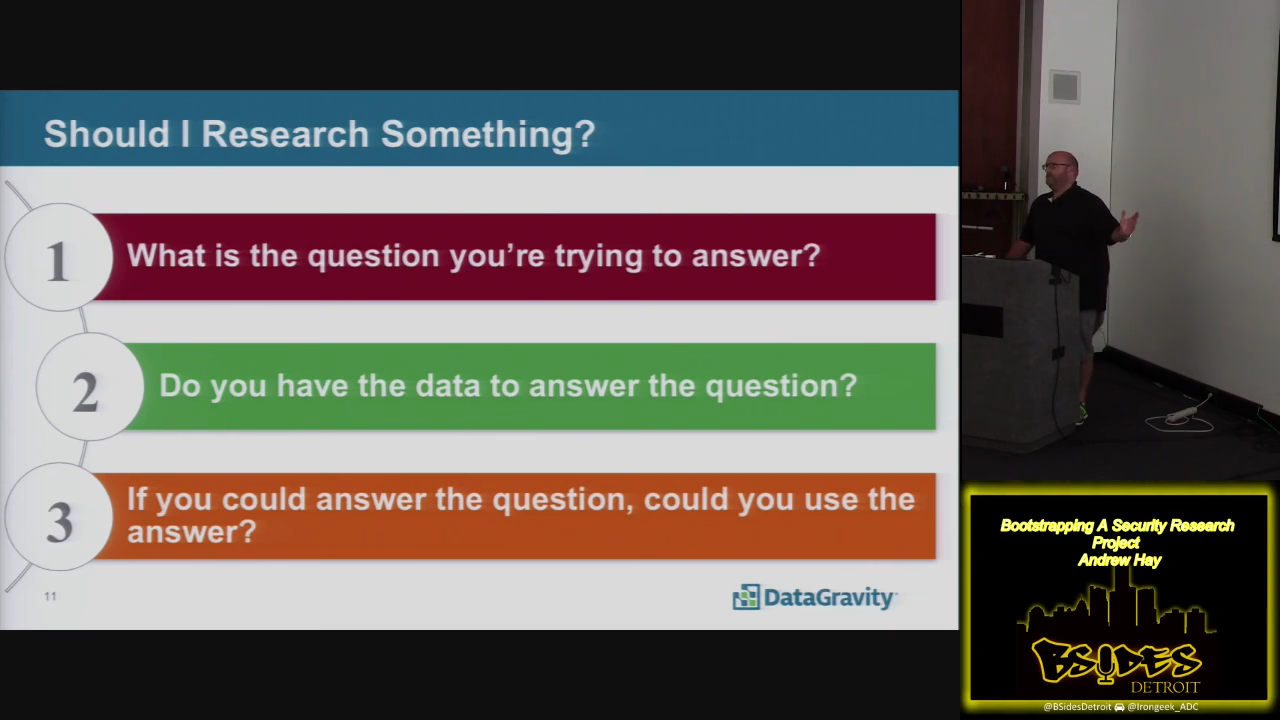 Should I Research Something?
1
What is the question you’re trying to answer?
2
Do you have the data to answer the question?
3
If you could answer the question, could you use the
answer?
11
DataGravity
Bootstrapping A Security Research
Project
Andrew Hay
BSIDES
DETROIT
@BSidesDetroit @Irongeek_ADC